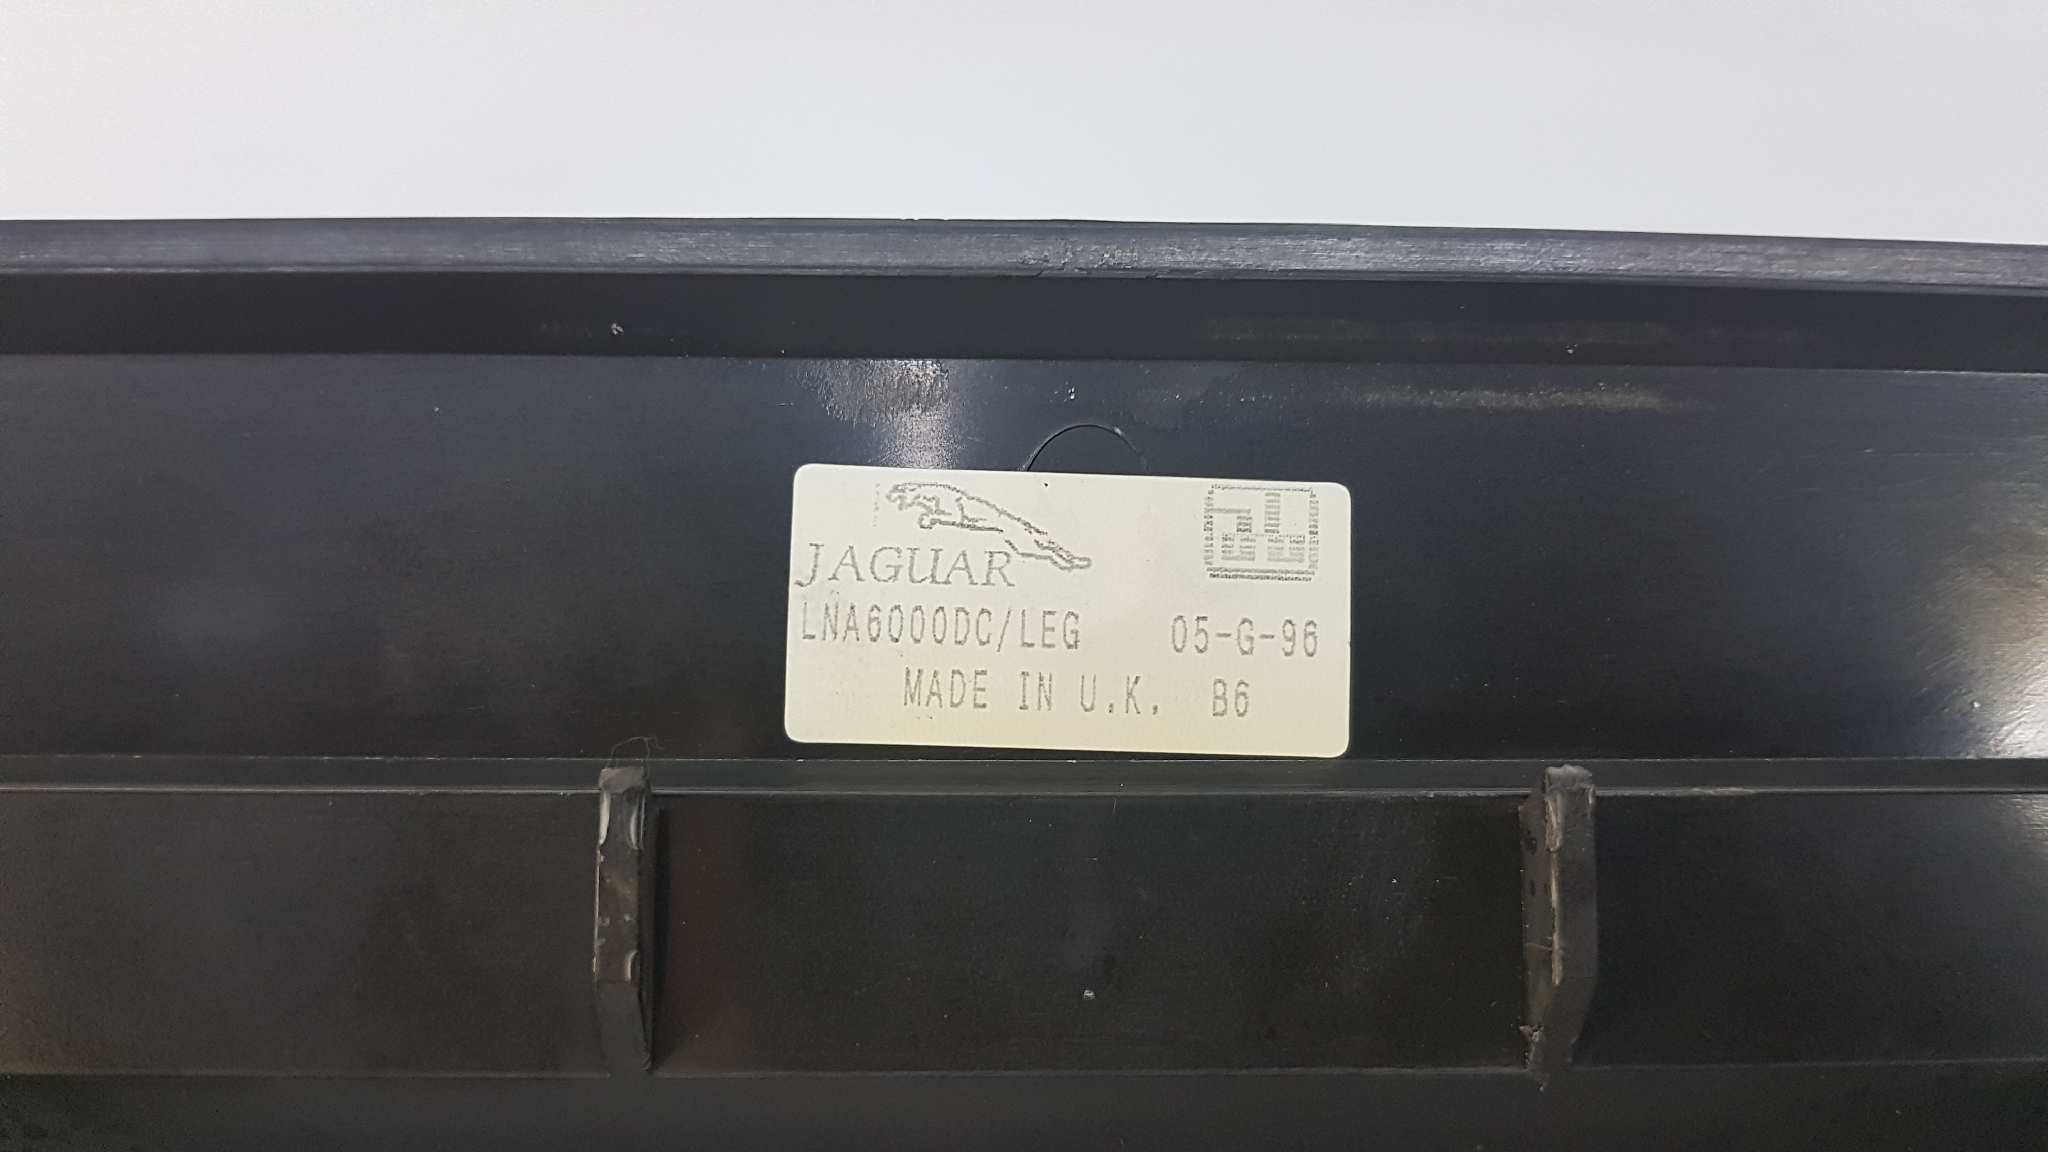 JAGUAR
LNA6000DC/LEG 05-G-96
MADE IN U.K. B6